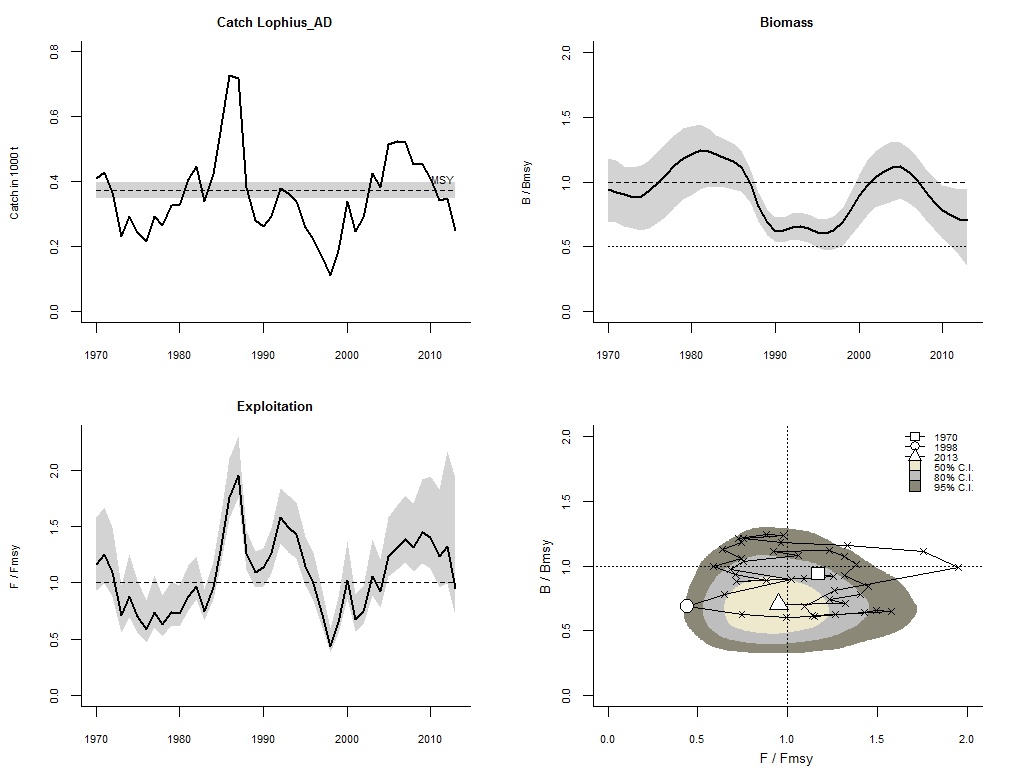 Catch Lophius_AD
Catch in 1000 t
0.8
0.6
0.4
0.2
0.0
MSY
1970 1980 1990 2000 2010
Biomass
B / Bmsy
2.0
1.5
1.0
0.5
0.0
1970 1980 1990 2000 2010
Exploitation
F / Fmsy
2.0
1.5
1.0
0.5
0.0
1970 1980 1990 2000 2010
B / Bmsy
2.0
1.5
1.0
0.5
0.0
1970
1998
2013
50% C.I.
80% C.I.
95% C.I.
0.0 0.5 1.0 1.5 2.0
F / Fmsy